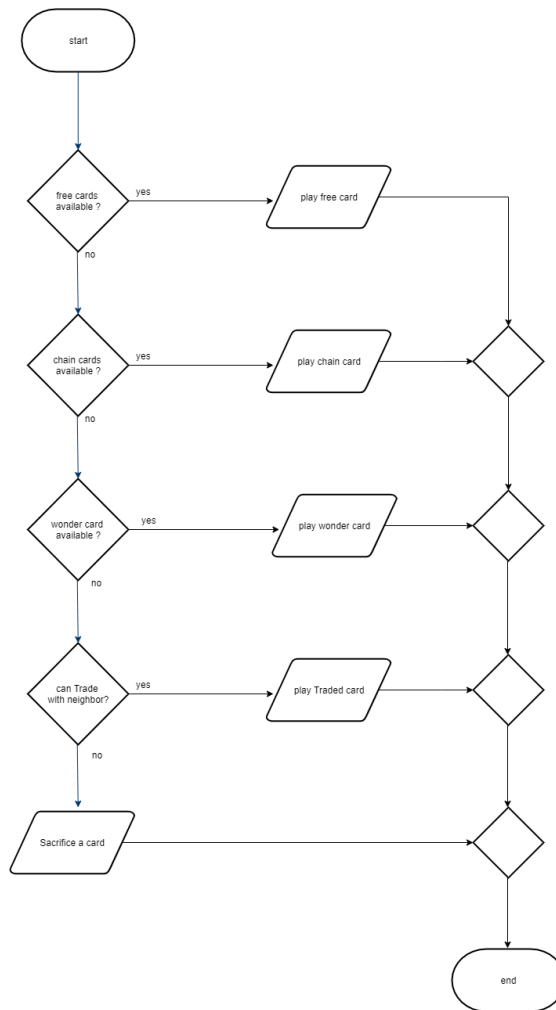 start
free cards
available ?
yes
play free card
no
chain cards
available ?
yes
play chain card
no
wonder card
available ?
yes
play wonder card
no
can Trade
with neighbor?
yes
play Traded card
no
Sacrifice a card
end